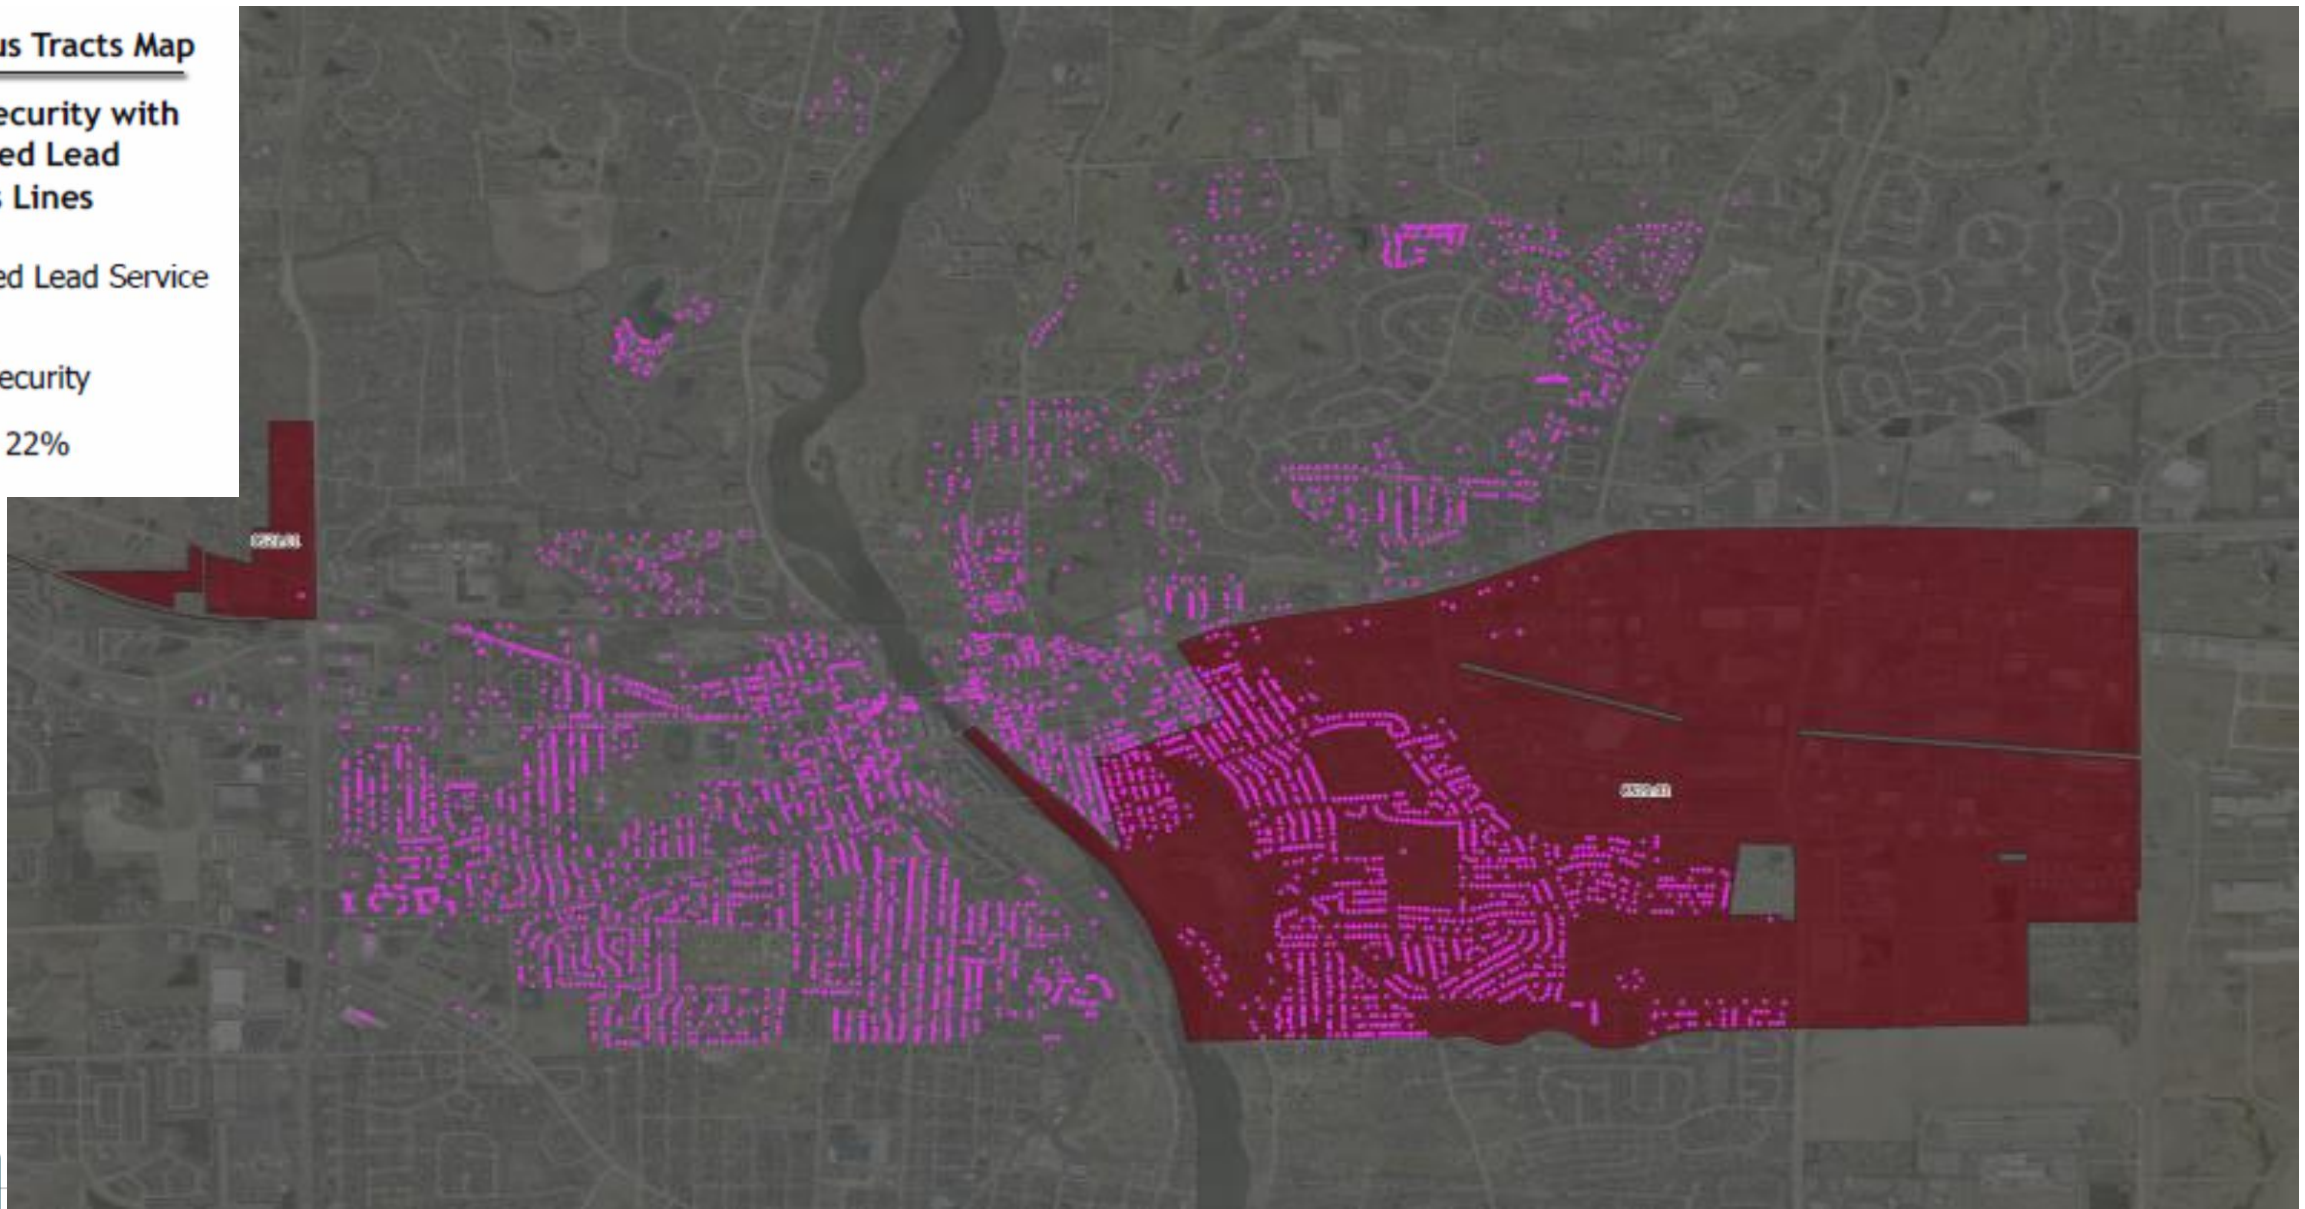 us Tracts Map
ecurity with
ed Lead
s Lines
ed Lead Service
ecurity
22%